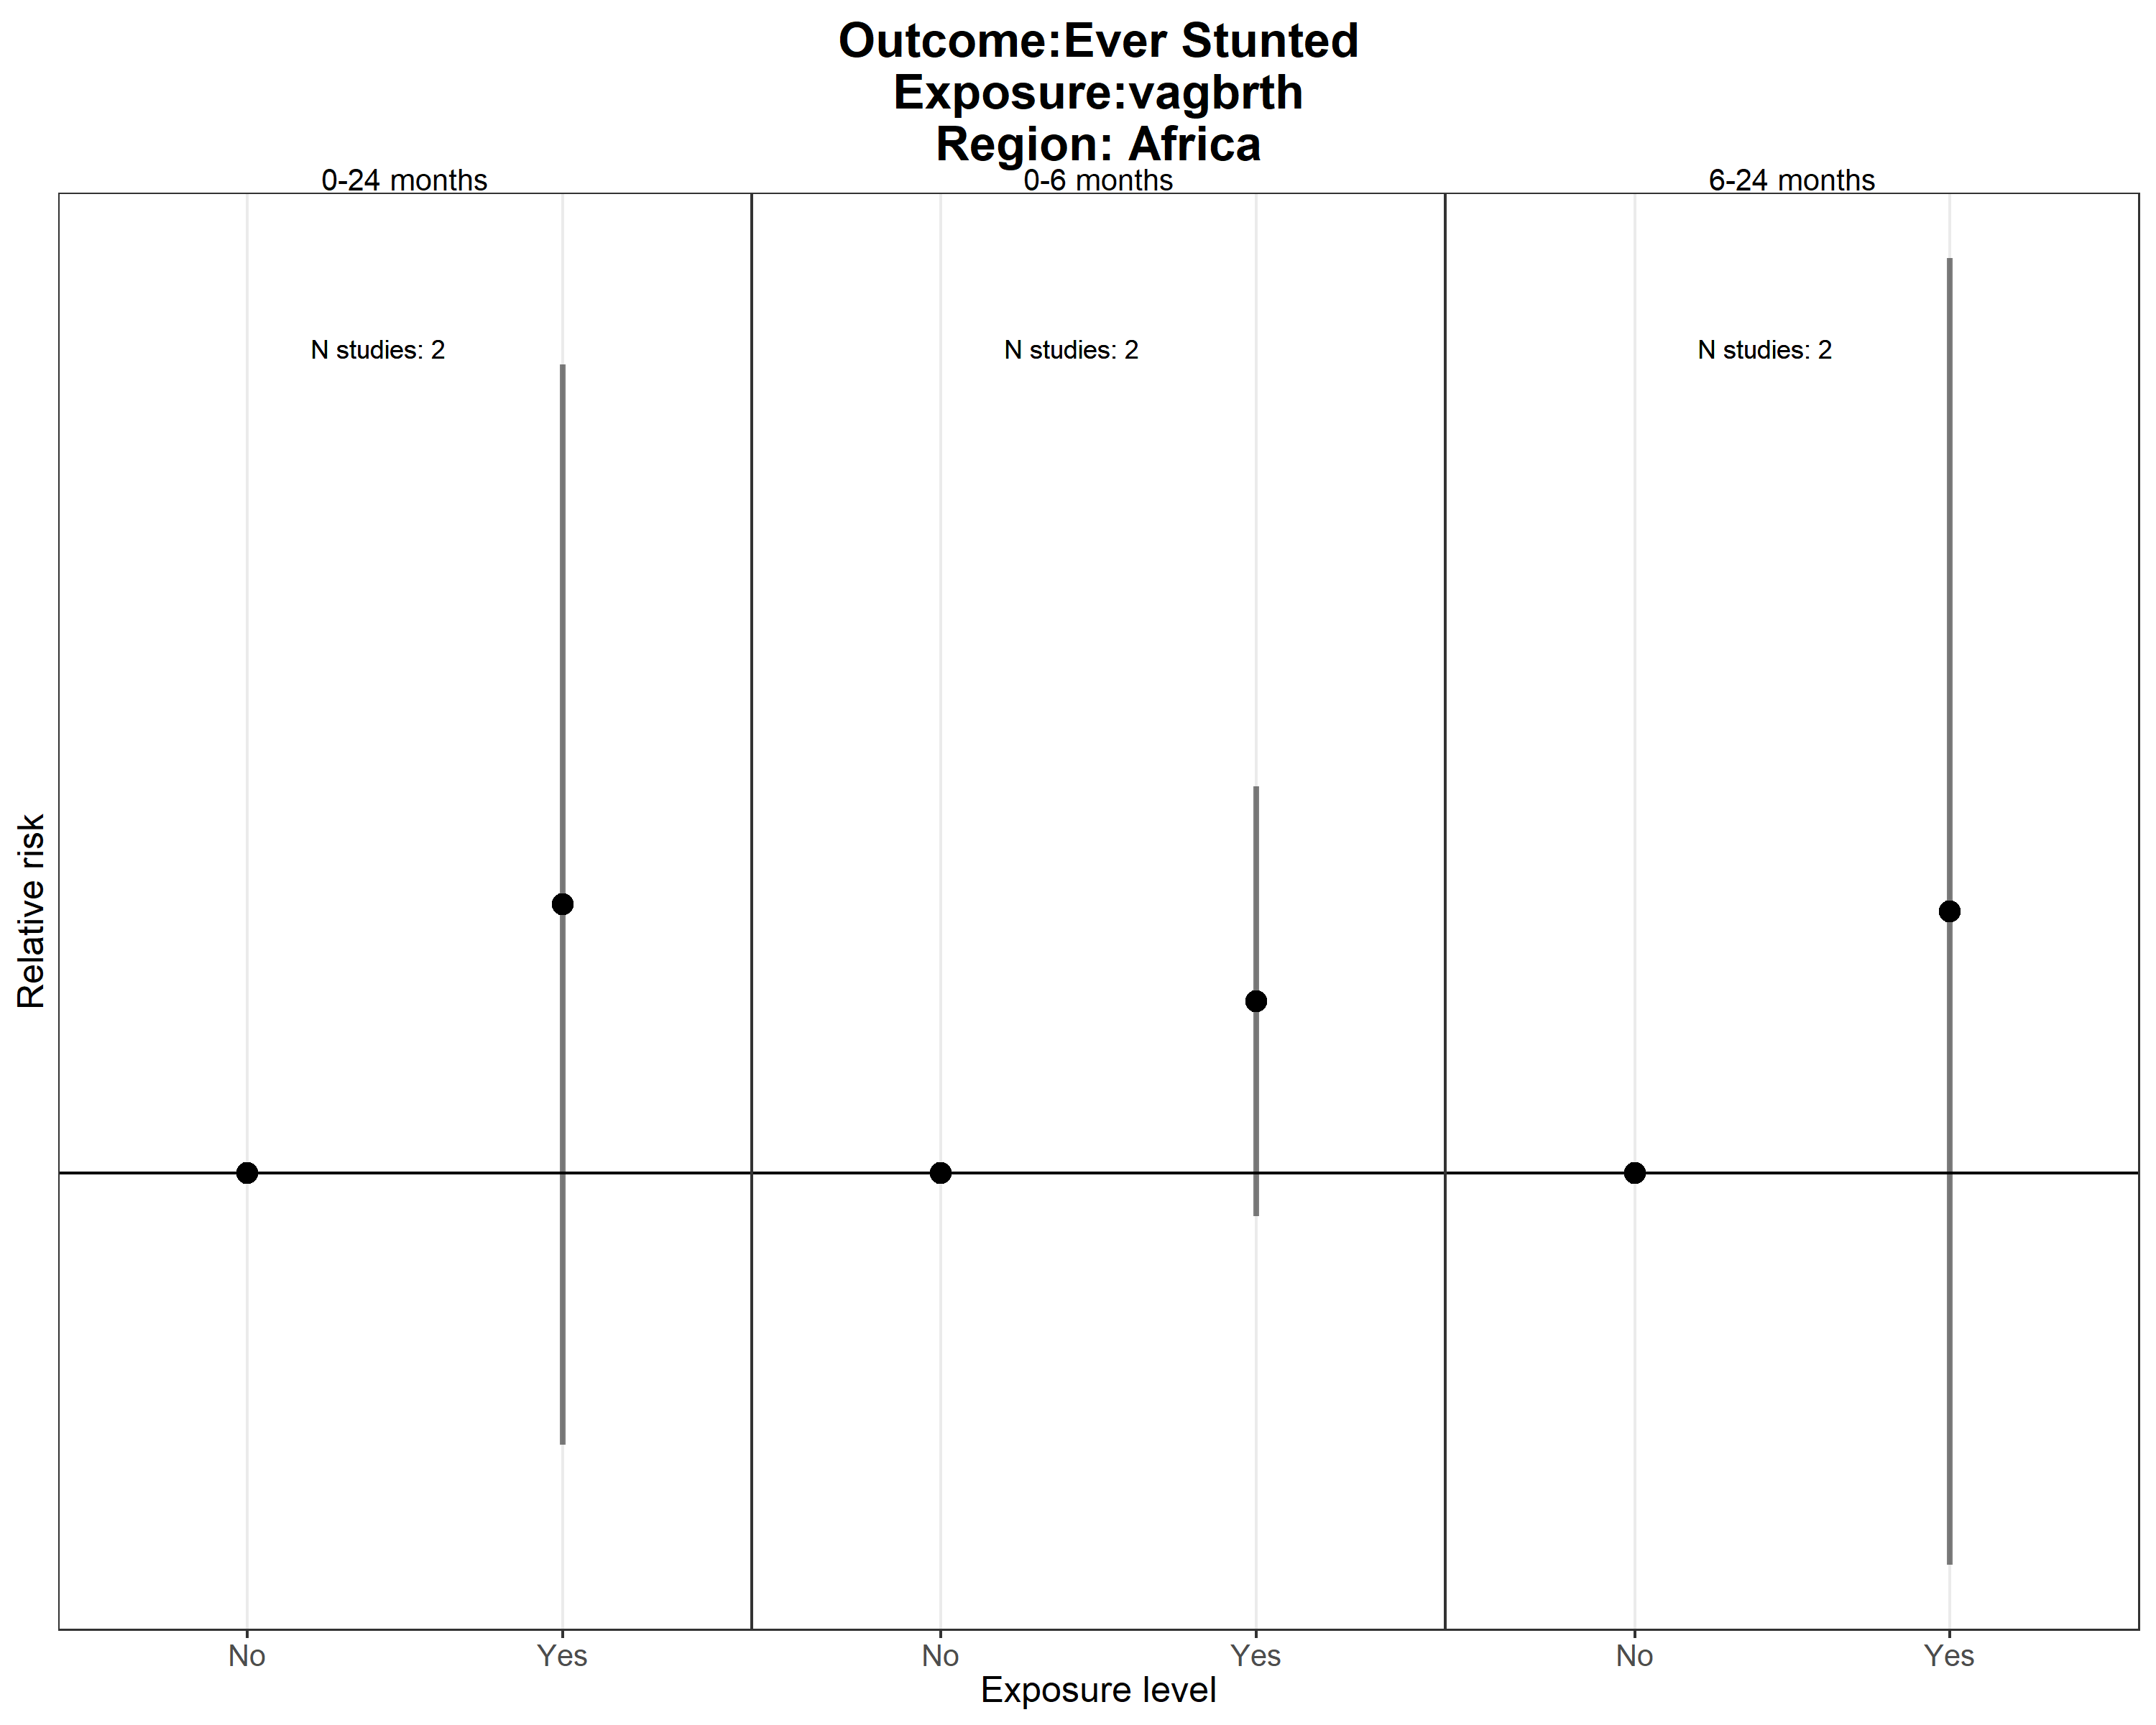 Outcome:Ever Stunted
Exposure:vagbrth
Region: Africa
0-24 months
0-6 months
6-24 months
N studies: 2
N studies: 2
N studies: 2
Relative risk
No
Yes
No
Yes
No
Yes
Exposure level